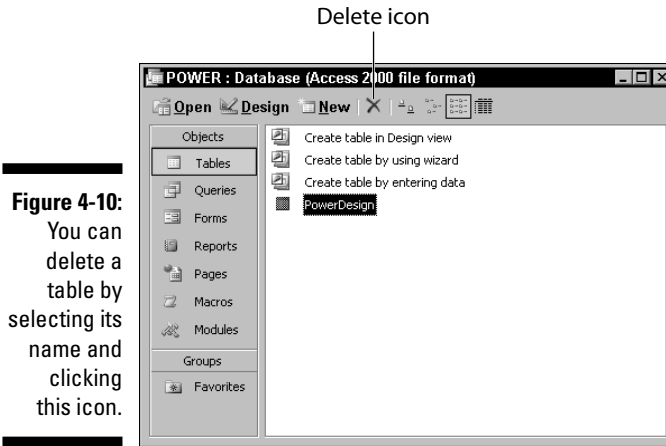 Delete icon
POWER : Database (Access 2000 file format)
Open Design New
Objects
Tables
Queries
Forms
Reports
Pages
Macros
Modules
Groups
Favorites
Create table in Design view
Create table by using wizard
Create table by entering data
PowerDesign
Figure 4-10:
You can
delete a
table by
selecting its
name and
clicking
this icon.